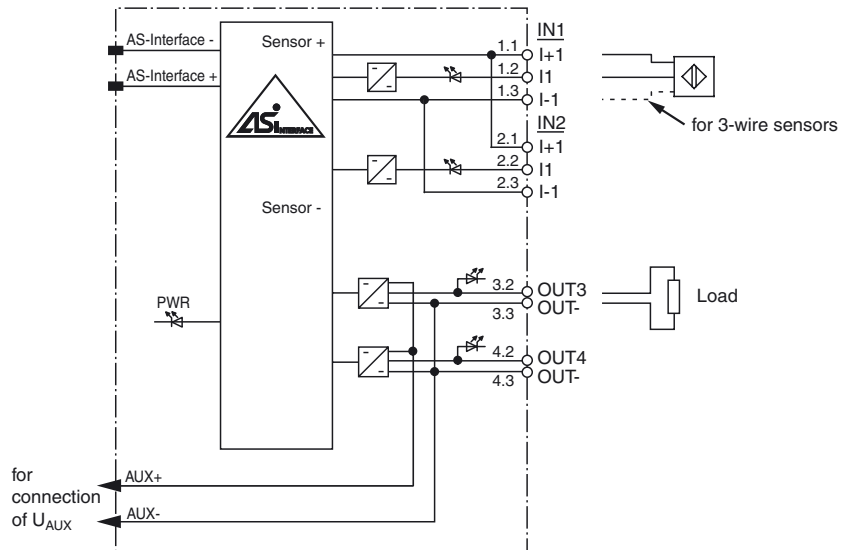 AS-Interface -
AS-Interface +
Sensor +
ASi INTERFACE
Sensor -
PWR
IN1
1.1 I+1
1.2 I1
1.3 I-1
IN2
2.1 I+1
2.2 I1
2.3 I-1
for 3-wire sensors
3.2 OUT3
3.3 OUT-
Load
4.2 OUT4
4.3 OUT-
for
connection
of UAUX
AUX+
AUX-